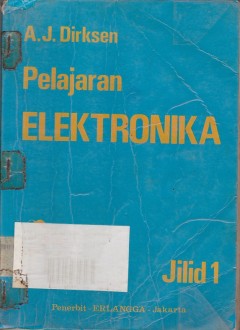 A.J. Dirksen
Pelajaran
ELEKTRONIKA
Jilid 1
Penerbit ERLANGGA - Jakarta